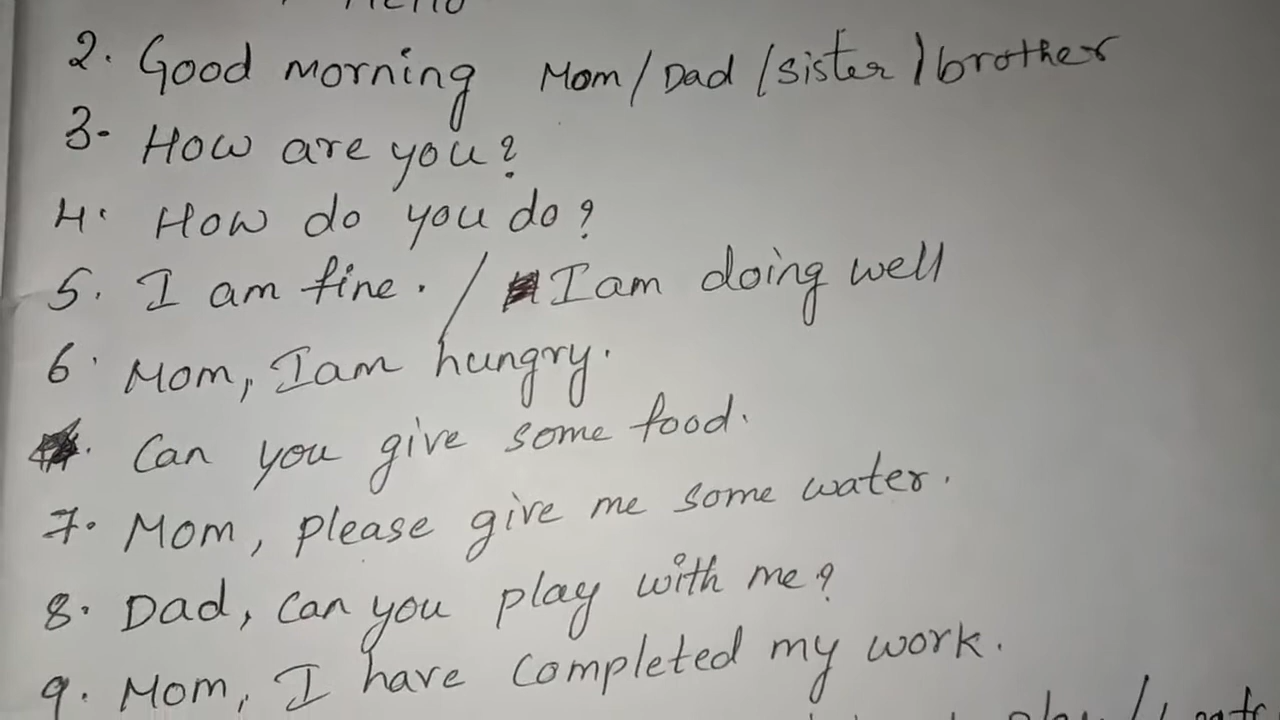 Hello
2. Good morning Mom/Dad/sister/brother
3- How are you?
4. How do you do?
5. I am fine. / I am doing well
6. Mom, I am hungry.
. Can you give some food.
7. Mom, please give me some water.
8. Dad, can you play with me?
9. Mom, I have completed my work.
play/